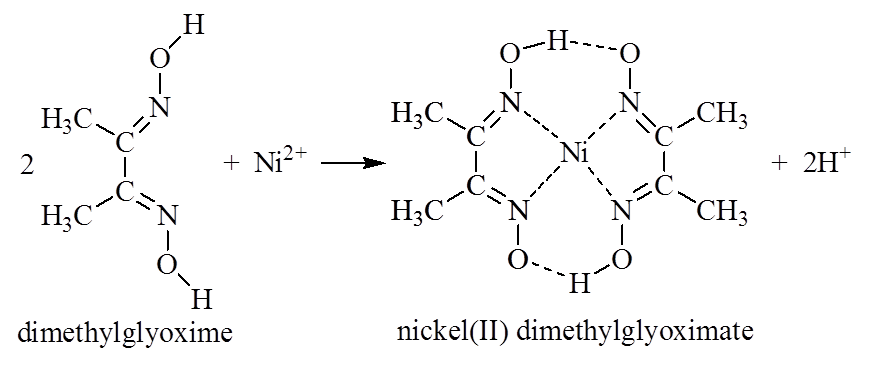 H
O O H O
N N N
H₃C H₃C CH₃
C C C
2 + Ni²⁺ Ni + 2H⁺
C C C
H₃C N H₃C N N CH₃
O O O
H H
dimethylglyoxime nickel(II) dimethylglyoximate